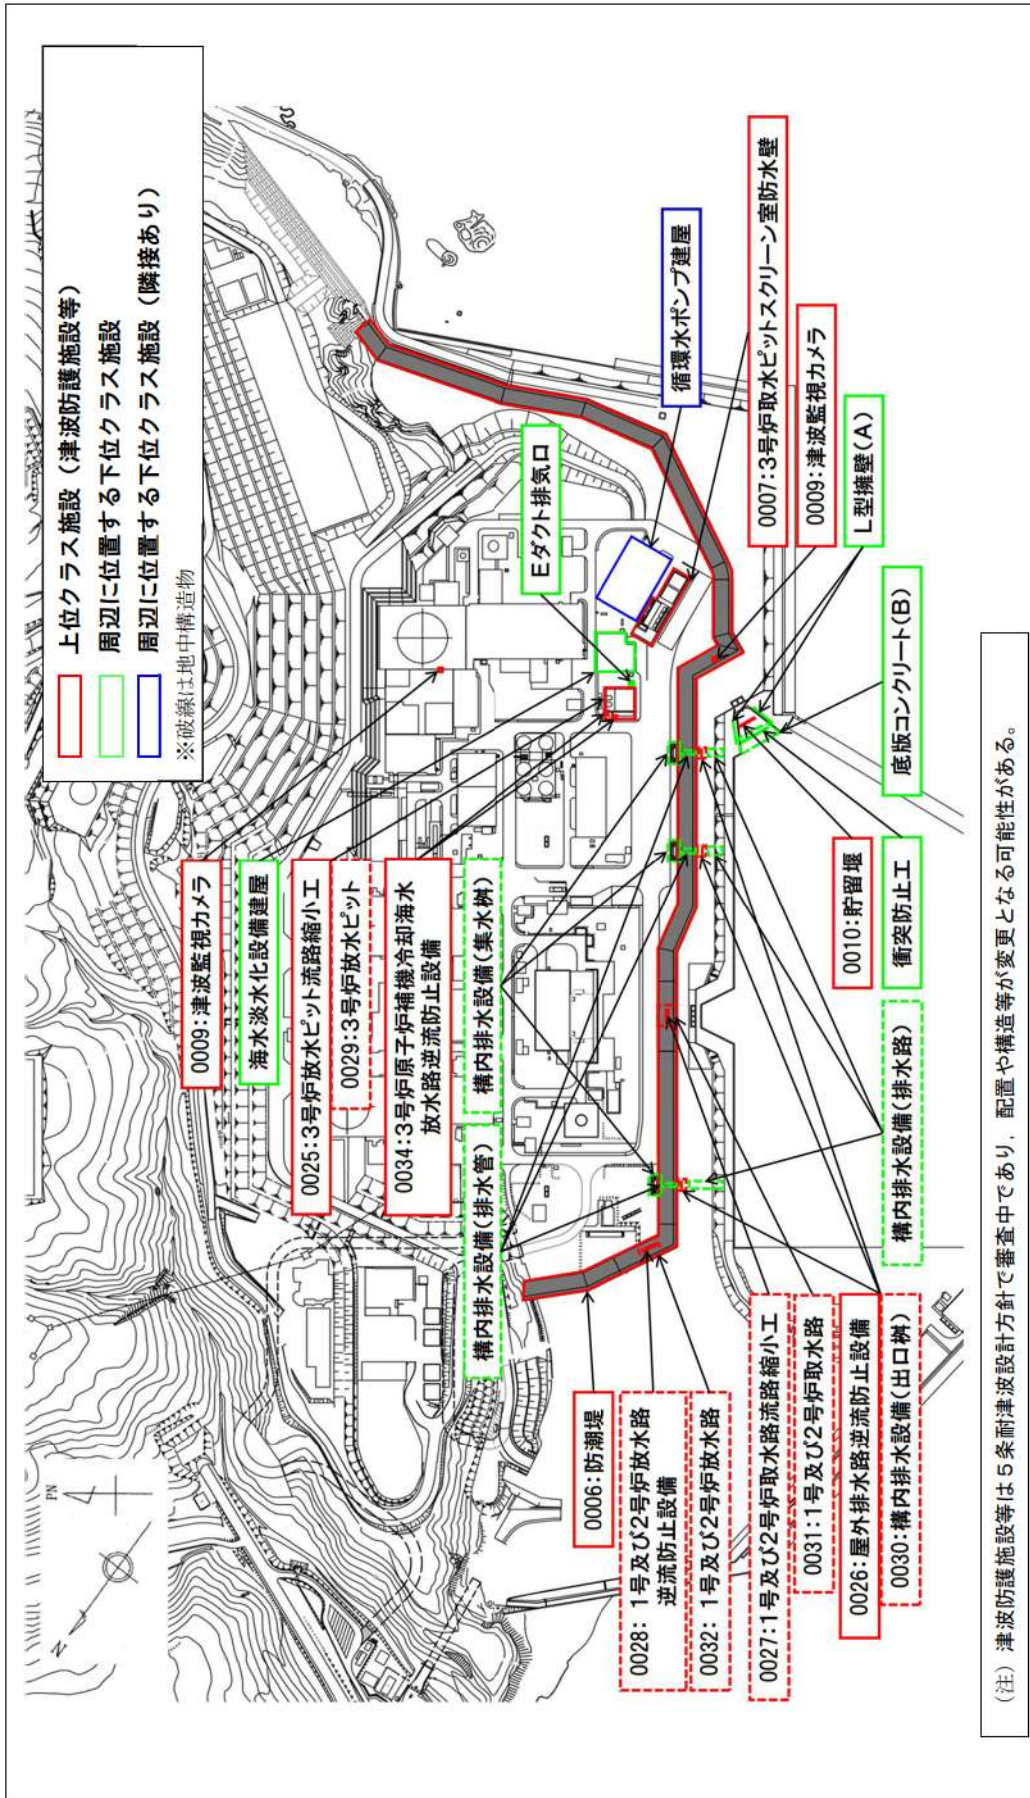 上位クラス施設（津波防護施設等）
周辺に位置する下位クラス施設
周辺に位置する下位クラス施設（隣接あり）
※破線は地中構造物
0009:津波監視カメラ
海水淡水化設備建屋
0025:3号炉放水ピット流路縮小工
0029:3号炉放水ピット
0034:3号炉原子炉補機冷却海水
放水路逆流防止設備
構内排水設備(集水桝)
構内排水設備(排水管)
Eダクト排気口
循環水ポンプ建屋
0007:3号炉取水ピットスクリーン室防水壁
0009:津波監視カメラ
L型擁壁(A)
底版コンクリート(B)
0010:貯留堰
衝突防止工
構内排水設備(排水路)
0006:防潮堤
0028: 1号及び2号炉放水路
逆流防止設備
0032: 1号及び2号炉放水路
0027:1号及び2号炉取水路流路縮小工
0031:1号及び2号炉取水路
0026:屋外排水路逆流防止設備
0030:構内排水設備(出口桝)
PN
N
（注）津波防護施設等は５条耐津波設計方針で審査中であり，配置や構造等が変更となる可能性がある。